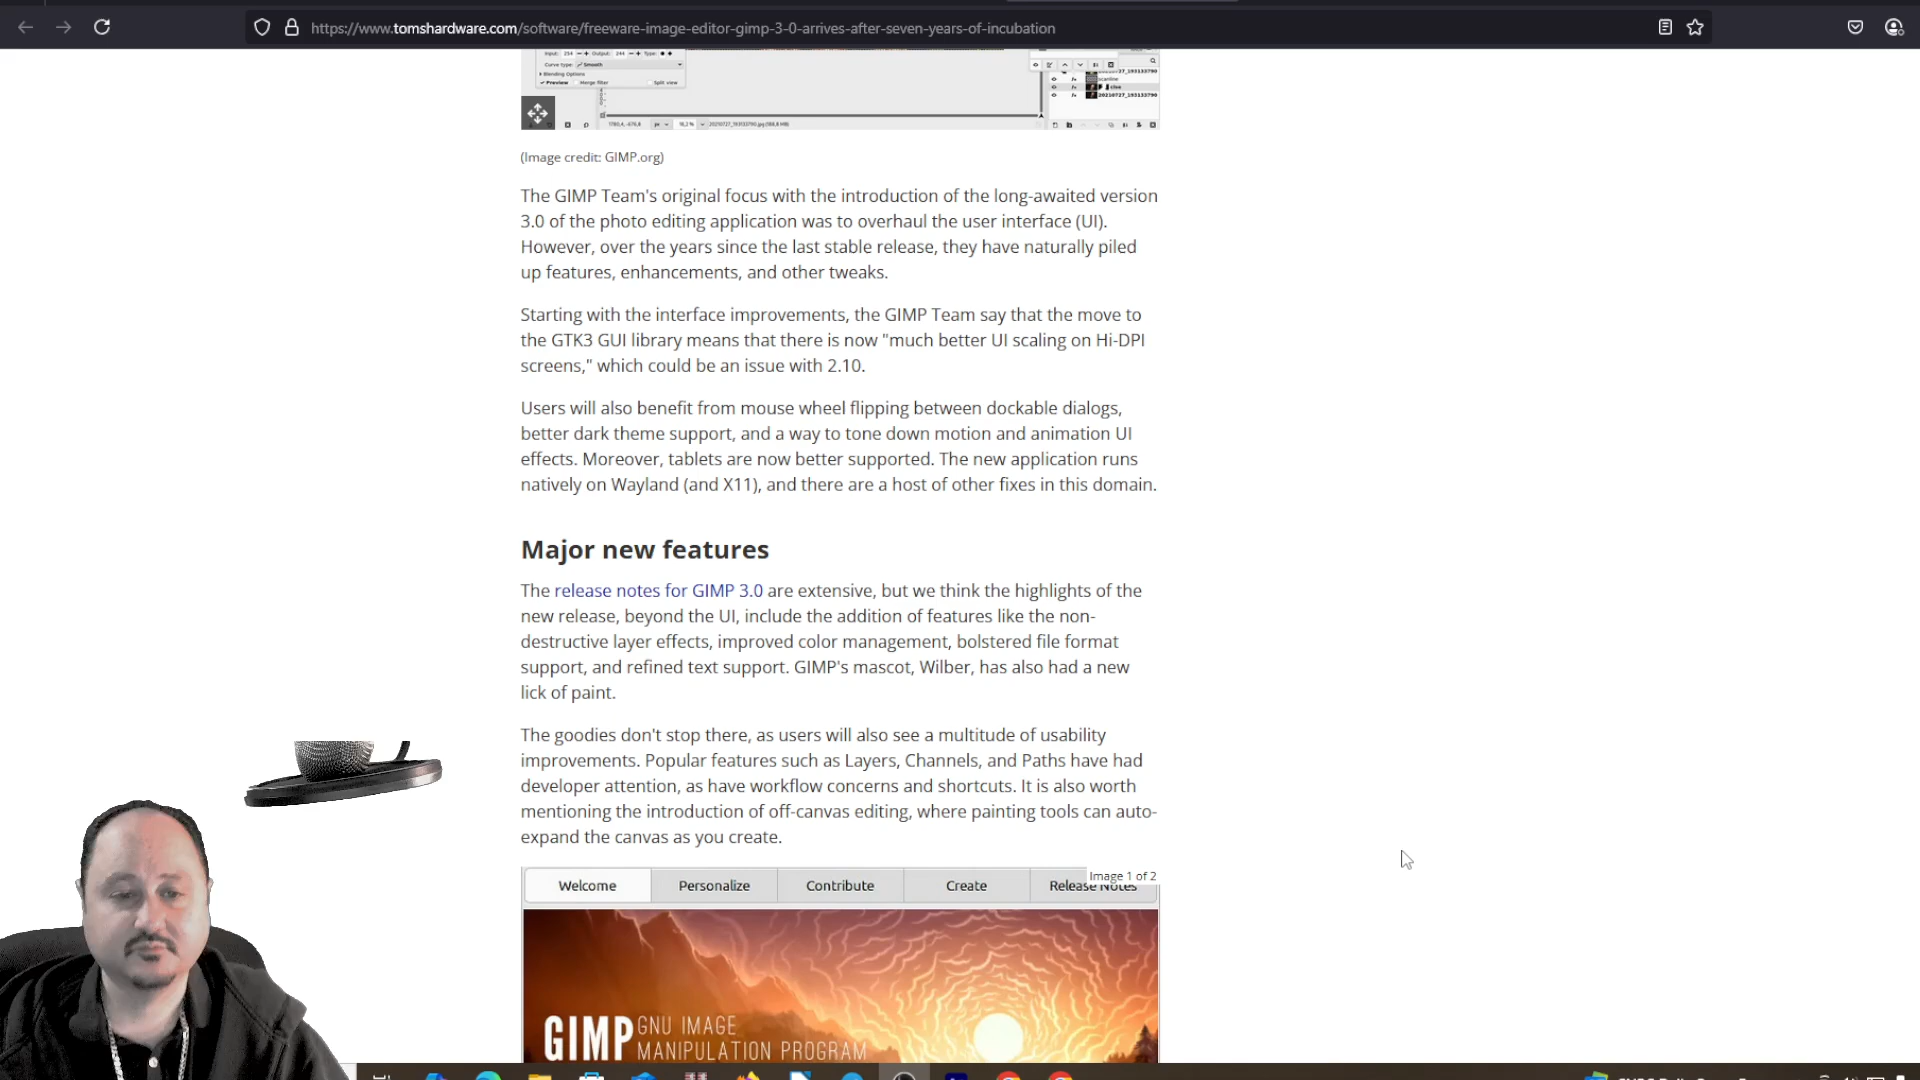 https://www.tomshardware.com/software/freeware-image-editor-gimp-3-0-arrives-after-seven-years-of-incubation
Curve type: Smooth
Blending Options
Preview Merge filter Split view
(Image credit: GIMP.org)
The GIMP Team's original focus with the introduction of the long-awaited version
3.0 of the photo editing application was to overhaul the user interface (UI).
However, over the years since the last stable release, they have naturally piled
up features, enhancements, and other tweaks.
Starting with the interface improvements, the GIMP Team say that the move to
the GTK3 GUI library means that there is now "much better UI scaling on Hi-DPI
screens," which could be an issue with 2.10.
Users will also benefit from mouse wheel flipping between dockable dialogs,
better dark theme support, and a way to tone down motion and animation UI
effects. Moreover, tablets are now better supported. The new application runs
natively on Wayland (and X11), and there are a host of other fixes in this domain.
Major new features
The release notes for GIMP 3.0 are extensive, but we think the highlights of the
new release, beyond the UI, include the addition of features like the non-
destructive layer effects, improved color management, bolstered file format
support, and refined text support. GIMP's mascot, Wilber, has also had a new
lick of paint.
The goodies don't stop there, as users will also see a multitude of usability
improvements. Popular features such as Layers, Channels, and Paths have had
developer attention, as have workflow concerns and shortcuts. It is also worth
mentioning the introduction of off-canvas editing, where painting tools can auto-
expand the canvas as you create.
Image 1 of 2
Welcome Personalize Contribute Create Release Notes
GIMP GNU IMAGE
MANIPULATION PROGRAM